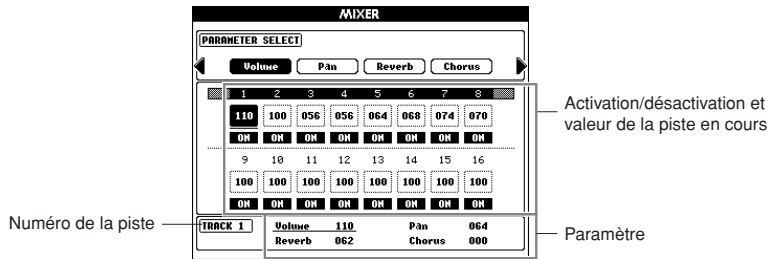 MIXER
PARAMETER SELECT
Volume Pan Reverb Chorus
1 2 3 4 5 6 7 8
110 100 056 056 064 068 074 070
ON ON ON ON ON ON ON ON
9 10 11 12 13 14 15 16
100 100 100 100 100 100 100 100
ON ON ON ON ON ON ON ON
TRACK 1 Volume 110 Pan 064
Reverb 062 Chorus 000
Activation/désactivation et
valeur de la piste en cours
Numéro de la piste
Paramètre